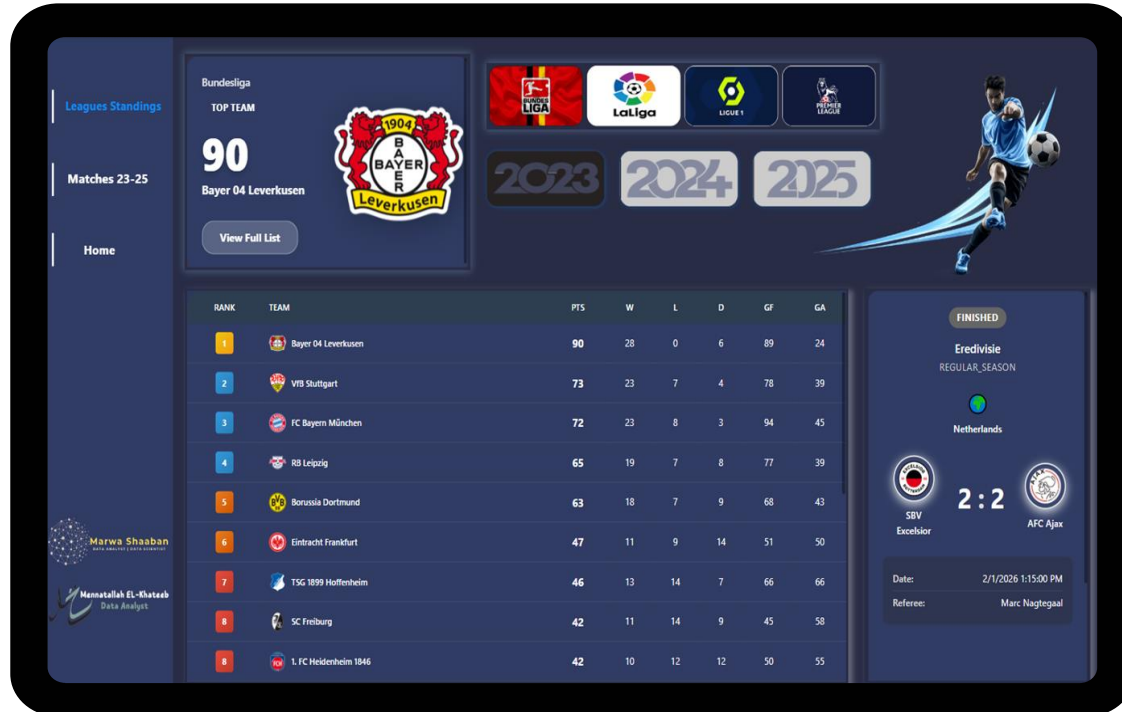 Leagues Standings
Matches 23-25
Home
Marwa Shaaban
DATA ANALYST | DATA SCIENTIST
Mennatallah EL-Khateeb
Data Analyst
Bundesliga
TOP TEAM
90
Bayer 04 Leverkusen
View Full List
1904
BAYER
BAYER
Leverkusen
BUNDES
LIGA
LaLiga
LIGUE 1
PREMIER
LEAGUE
2023
2024
2025
RANK TEAM PTS W L D GF GA
1 Bayer 04 Leverkusen 90 28 0 6 89 24
2 VfB Stuttgart 73 23 7 4 78 39
3 FC Bayern München 72 23 8 3 94 45
4 RB Leipzig 65 19 7 8 77 39
5 Borussia Dortmund 63 18 7 9 68 43
6 Eintracht Frankfurt 47 11 9 14 51 50
7 TSG 1899 Hoffenheim 46 13 14 7 66 66
8 SC Freiburg 42 11 14 9 45 58
8 1. FC Heidenheim 1846 42 10 12 12 50 55
FINISHED
Eredivisie
REGULAR_SEASON
Netherlands
SBV
Excelsior
2 : 2
AFC Ajax
Date: 2/1/2026 1:15:00 PM
Referee: Marc Nagtegaal